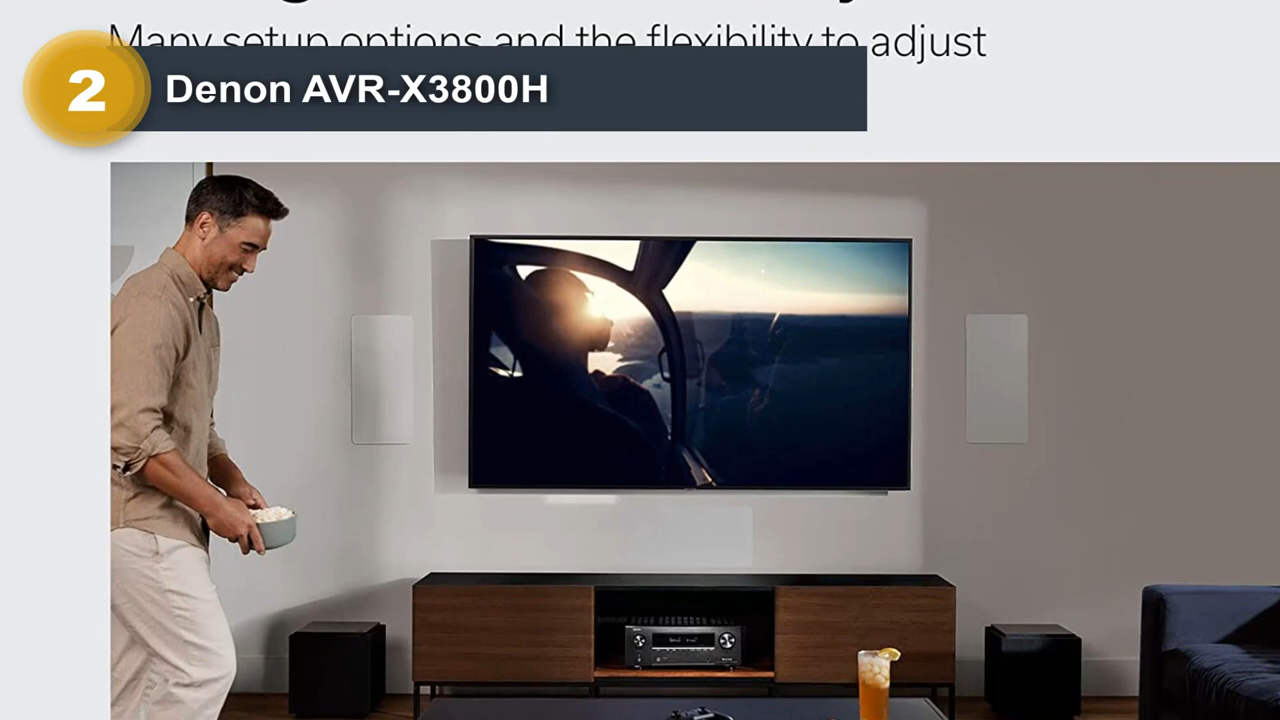 Many setup options and the flexibility to adjust
2
Denon AVR-X3800H